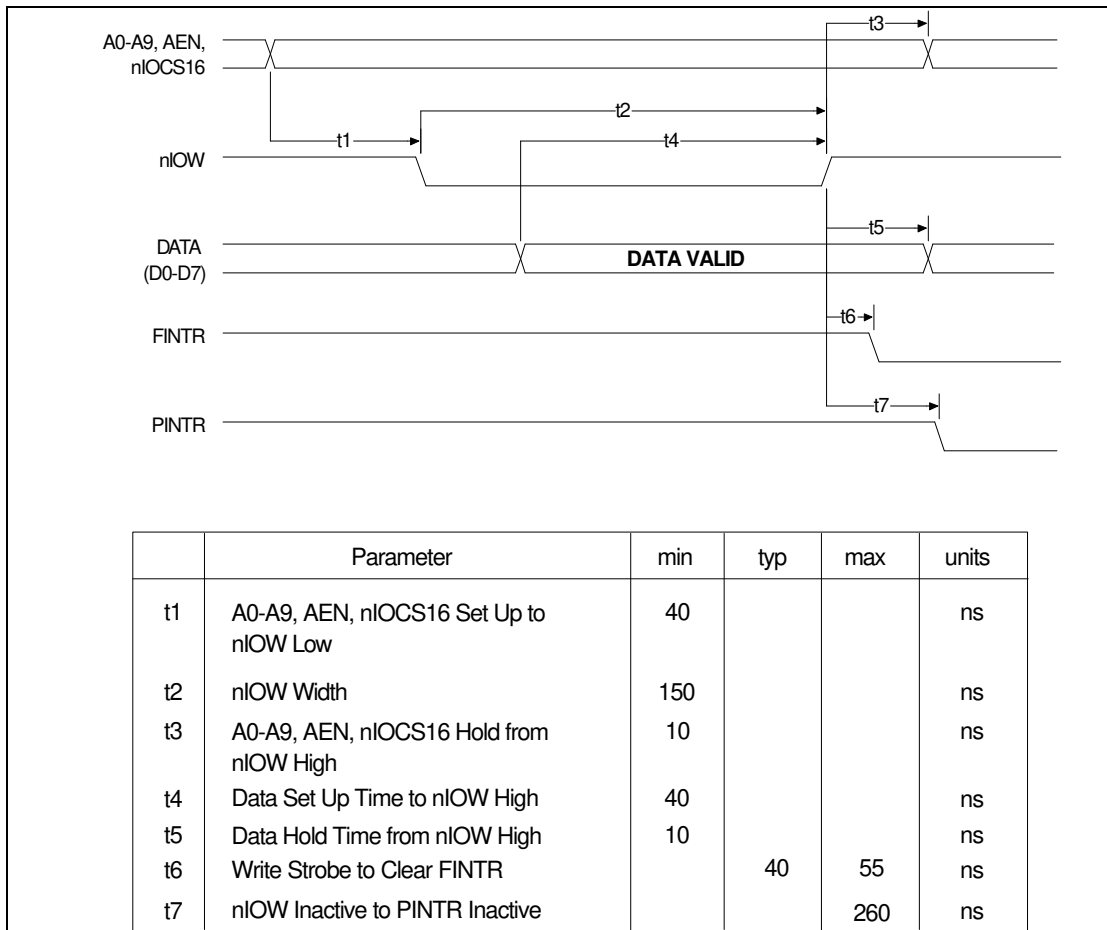 t3
A0-A9, AEN,
nIOCS16
t2
t1
t4
nIOW
t5
DATA
(D0-D7)
DATA VALID
t6
FINTR
t7
PINTR
Parameter min typ max units
t1 A0-A9, AEN, nIOCS16 Set Up to 40 ns
nIOW Low
t2 nIOW Width 150 ns
t3 A0-A9, AEN, nIOCS16 Hold from 10 ns
nIOW High
t4 Data Set Up Time to nIOW High 40 ns
t5 Data Hold Time from nIOW High 10 ns
t6 Write Strobe to Clear FINTR 40 55 ns
t7 nIOW Inactive to PINTR Inactive 260 ns